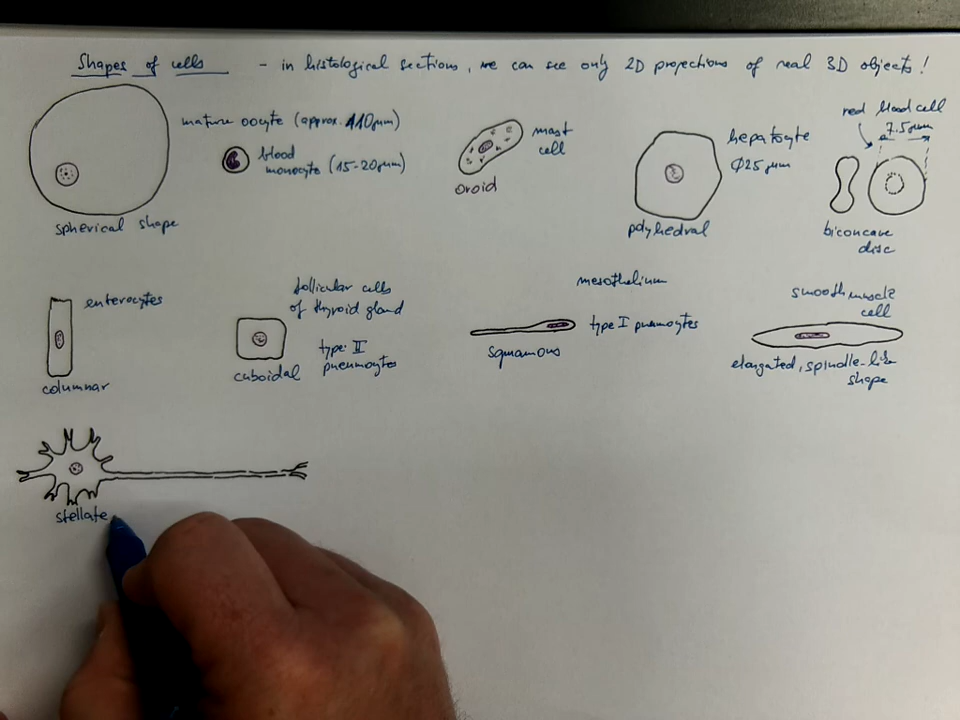 Shapes of cells - in histological sections, we can see only 2D projections of real 3D objects!
mature oocyte (approx. 110µm)
blood
monocyte (15-20µm)
spherical shape
mast
cell
ovoid
hepatocyte
Φ25 µm
polyhedral
red blood cell
7.5µm
biconcave
disc
enterocytes
columnar
follicular cells
of thyroid gland
type II
pneumocytes
cuboidal
mesothelium
type I pneumocytes
squamous
smooth muscle
cell
elongated, spindle-like
shape
stellate